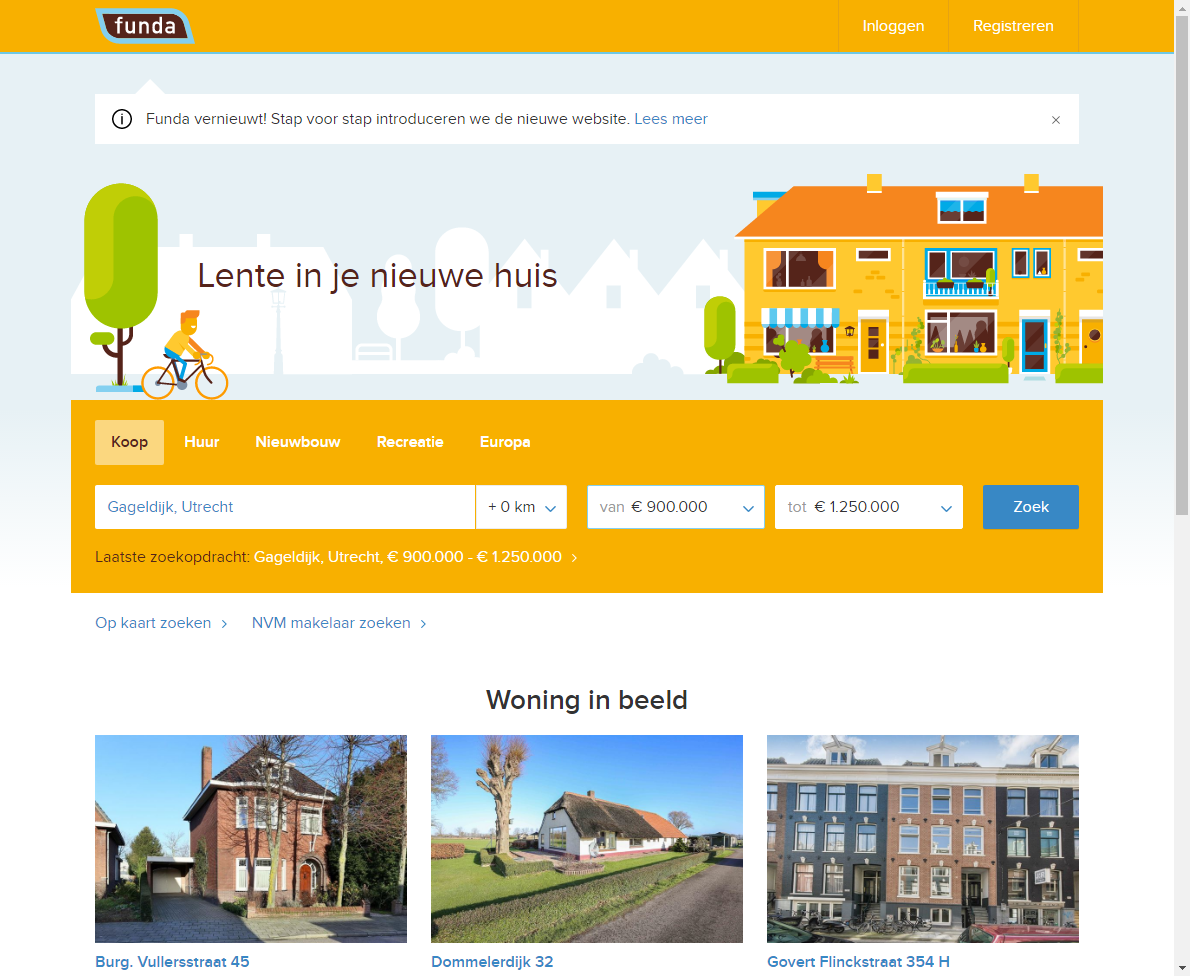 funda
Inloggen
Registreren
Funda vernieuwt! Stap voor stap introduceren we de nieuwe website. Lees meer
Lente in je nieuwe huis
Koop Huur Nieuwbouw Recreatie Europa
Gageldijk, Utrecht + 0 km van € 900.000 tot € 1.250.000 Zoek
Laatste zoekopdracht: Gageldijk, Utrecht, € 900.000 - € 1.250.000
Op kaart zoeken NVM makelaar zoeken
Woning in beeld
Burg. Vullersstraat 45
Dommelerdijk 32
Govert Flinckstraat 354 H